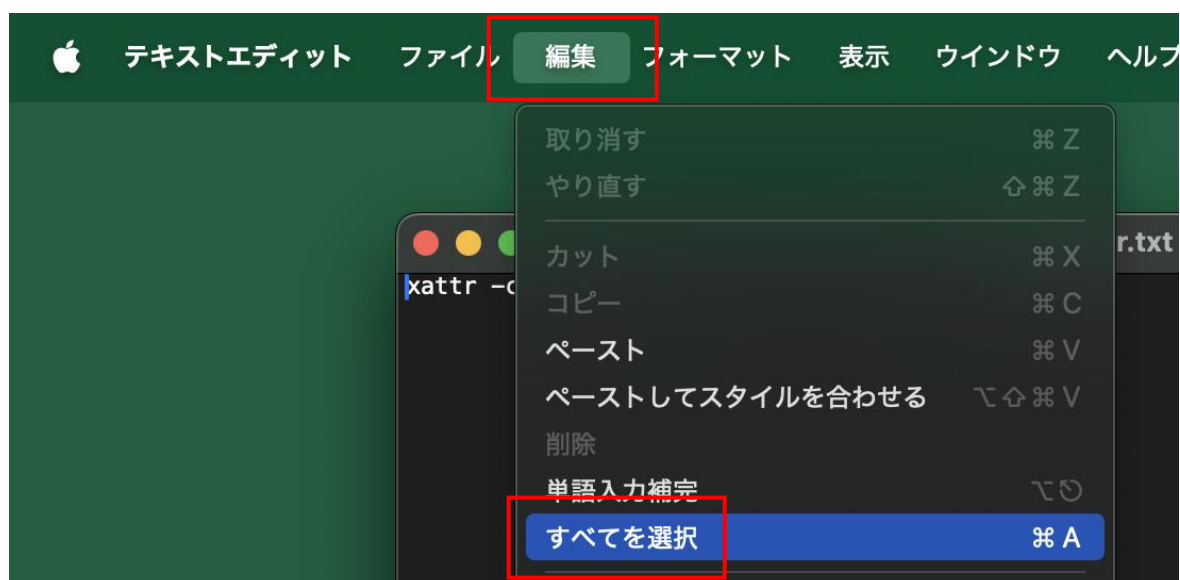 テキストエディット ファイル 編集 フォーマット 表示 ウインドウ ヘルプ
取り消す ⌘ Z
やり直す ⇧ ⌘ Z
r.txt
カット ⌘ X
xattr
コピー ⌘ C
ペースト ⌘ V
ペーストしてスタイルを合わせる ⌥ ⇧ ⌘ V
削除
単語入力補完 ⌥ ⎋
すべてを選択 ⌘ A